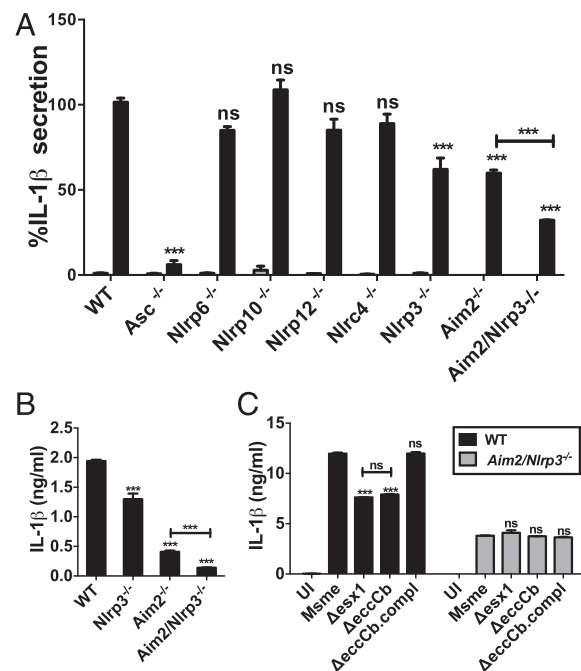 A
%IL-1β secretion
150
100
50
0
ns
ns
ns
ns
***
***
***
***
***
WT
Asc -/-
Nlrp6 -/-
Nlrp10 -/-
Nlrp12 -/-
Nlrc4 -/-
Nlrp3 -/-
Aim2-/-
Aim2/Nlrp3-/-
B
IL-1β (ng/ml)
2.5
2.0
1.5
1.0
0.5
0.0
***
***
***
***
WT
Nlrp3-/-
Aim2-/-
Aim2/Nlrp3-/-
C
IL-1β (ng/ml)
15
10
5
0
ns
ns
*** ***
ns ns ns
WT
Aim2/Nlrp3-/-
UI
Msme
Δesx1
ΔeccCb
ΔeccCb.compl
UI
Msme
Δesx1
ΔeccCb
ΔeccCb.compl